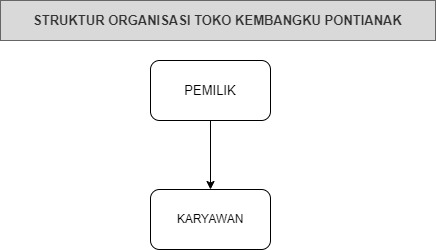 STRUKTUR ORGANISASI TOKO KEMBANGKU PONTIANAK
PEMILIK
KARYAWAN